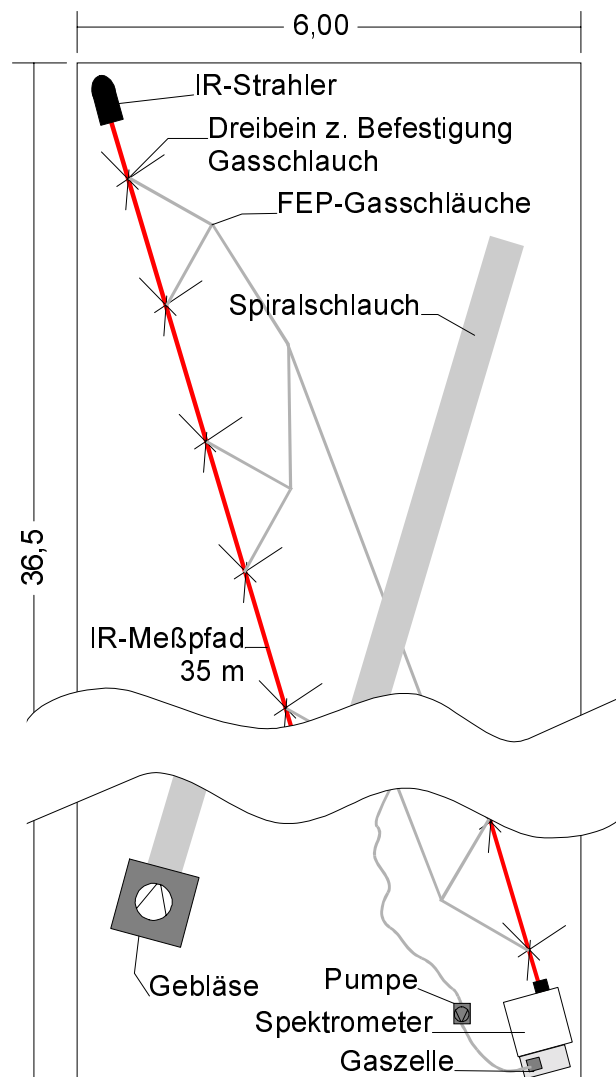 6,00
IR-Strahler
Dreibein z. Befestigung
Gasschlauch
FEP-Gasschläuche
Spiralschlauch
36,5
IR-Meßpfad
35 m
Gebläse
Pumpe
Spektrometer
Gaszelle